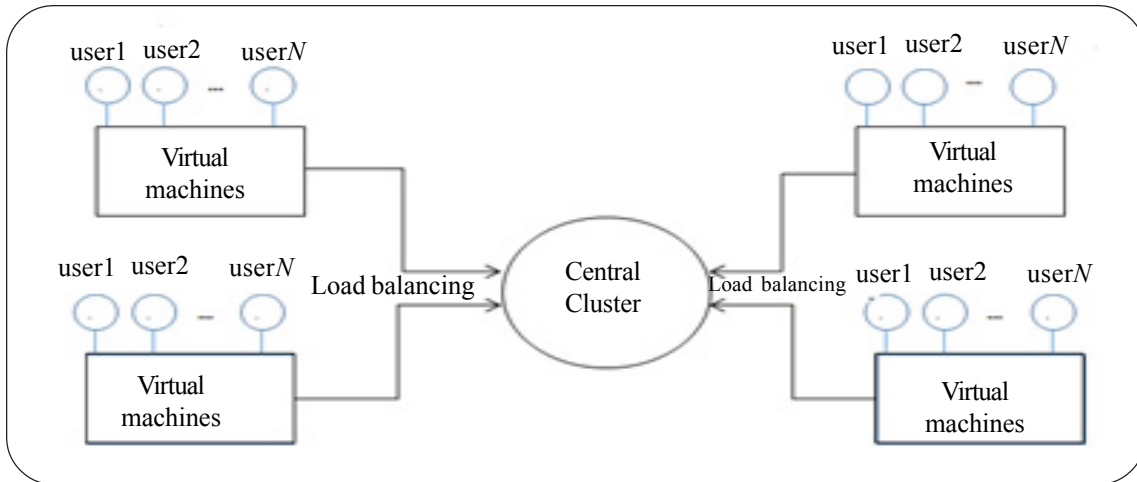 user1 user2 ... userN
Virtual
machines
user1 user2 ... userN
Virtual
machines
Load balancing
Central
Cluster
Load balancing
user1 user2 ... userN
Virtual
machines
user1 user2 ... userN
Virtual
machines